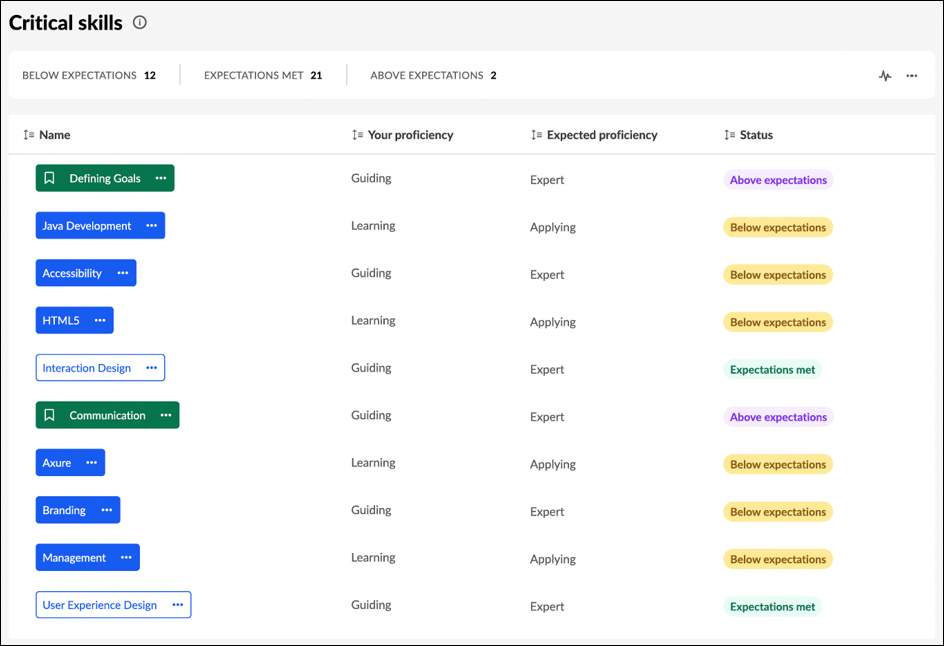 Critical skills
BELOW EXPECTATIONS 12 EXPECTATIONS MET 21 ABOVE EXPECTATIONS 2
Name Your proficiency Expected proficiency Status
Defining Goals Guiding Expert Above expectations
Java Development Learning Applying Below expectations
Accessibility Guiding Expert Below expectations
HTML5 Learning Applying Below expectations
Interaction Design Guiding Expert Expectations met
Communication Guiding Expert Above expectations
Axure Learning Applying Below expectations
Branding Guiding Expert Below expectations
Management Learning Applying Below expectations
User Experience Design Guiding Expert Expectations met